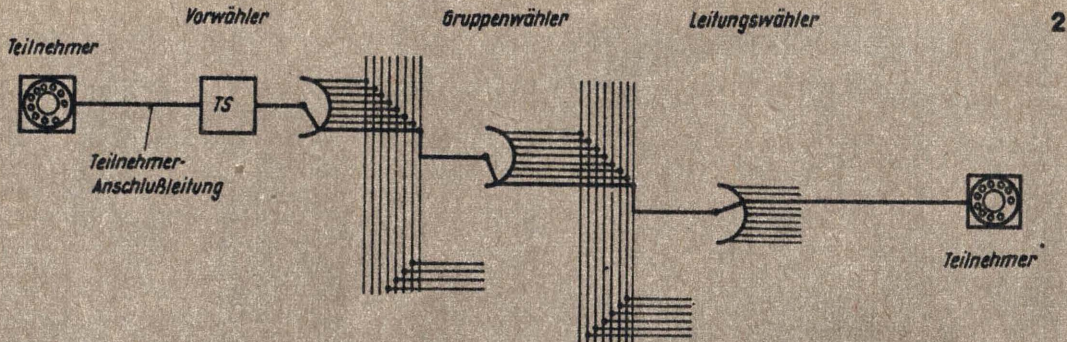 Vorwähler
Gruppenwähler
Leitungswähler
2
Teilnehmer
TS
Teilnehmer-
Anschlußleitung
Teilnehmer